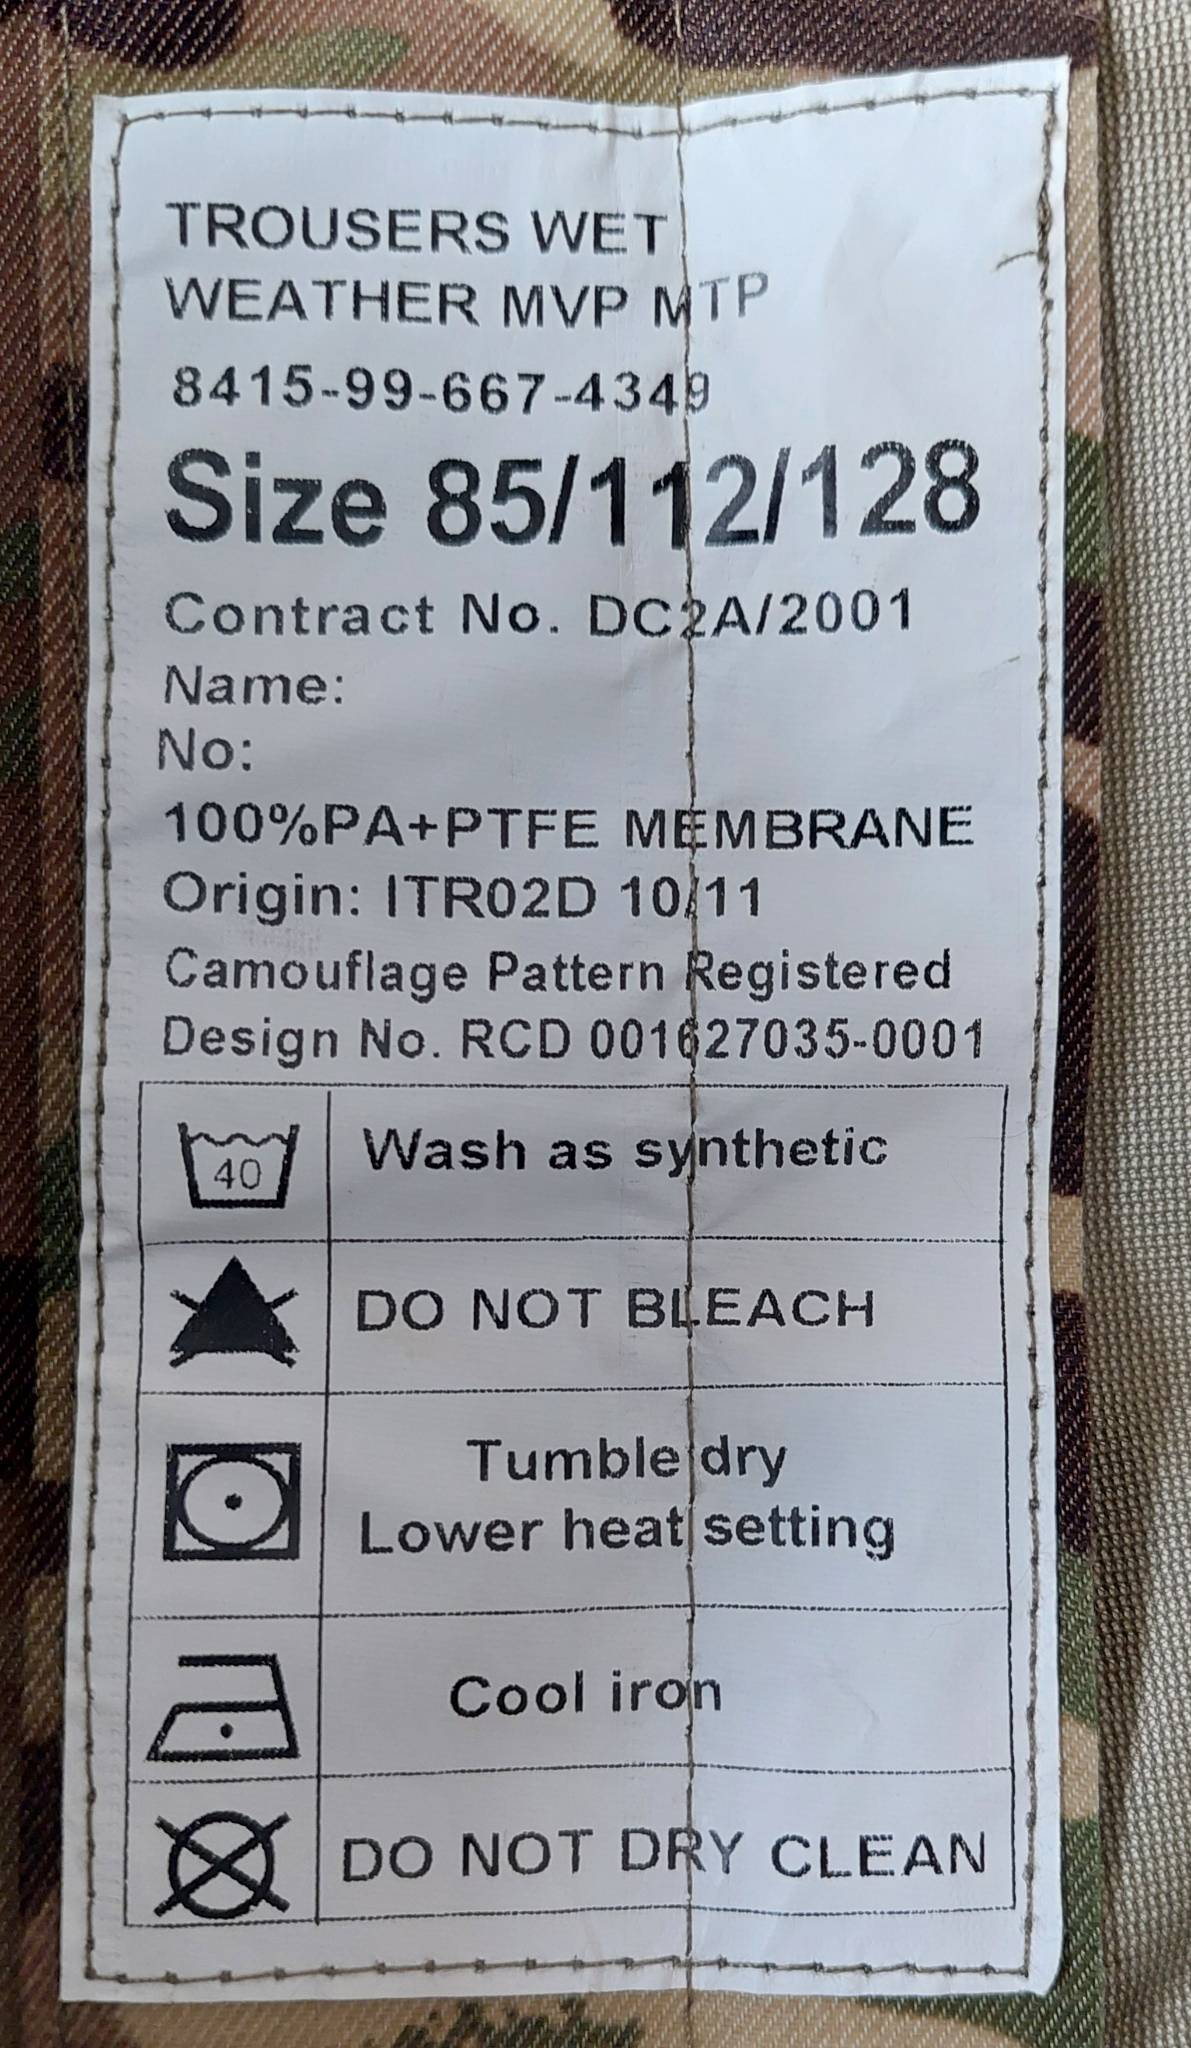 TROUSERS WET
WEATHER MVP MTP
8415-99-667-4349
Size 85/112/128
Contract No. DC2A/2001
Name:
No:
100%PA+PTFE MEMBRANE
Origin: ITR02D 10/11
Camouflage Pattern Registered
Design No. RCD 001627035-0001
40 Wash as synthetic
DO NOT BLEACH
Tumble dry
Lower heat setting
Cool iron
DO NOT DRY CLEAN